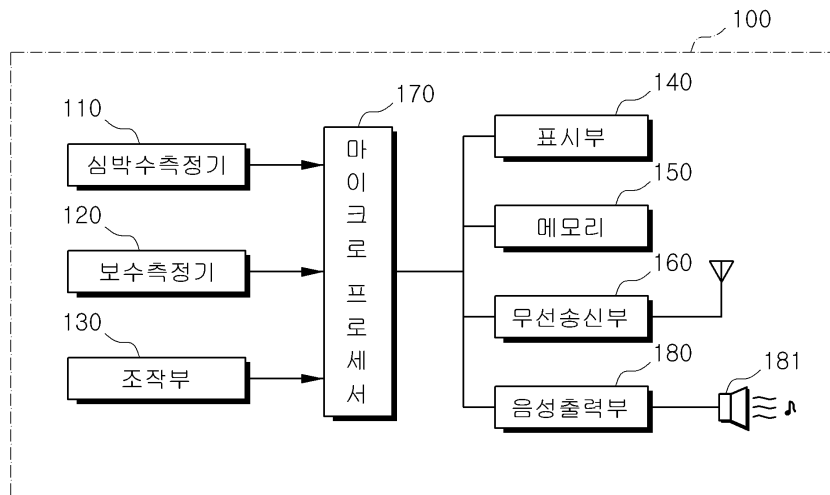 100
110
심박수측정기
120
보수측정기
130
조작부
170
마이크로 프로세서
140
표시부
150
메모리
160
무선송신부
180
음성출력부
181